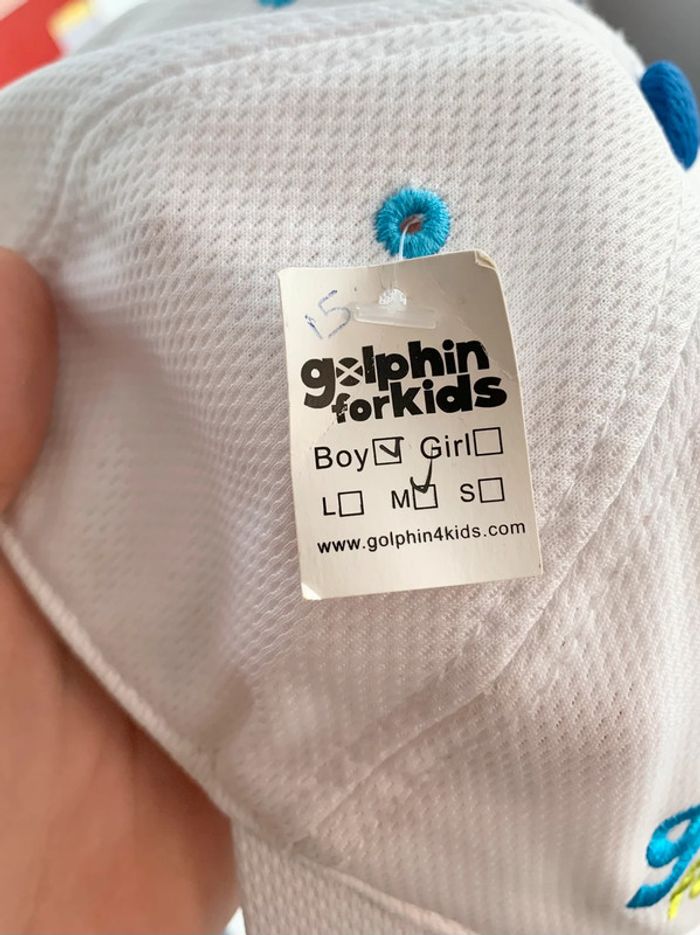 15
golphin
forkids
Boy☑ Girl☐
L☐ M☑ S☐
www.golphin4kids.com